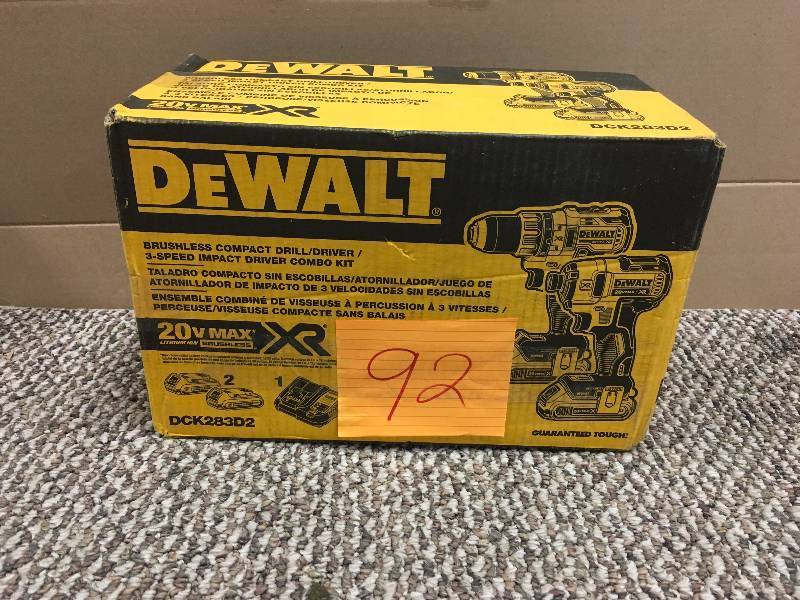 DEWALT
20V MAX XR
DCK283D2
DEWALT®
BRUSHLESS COMPACT DRILL/DRIVER /
3-SPEED IMPACT DRIVER COMBO KIT
TALADRO COMPACTO SIN ESCOBILLAS/ATORNILLADOR/JUEGO DE
ATORNILLADOR DE IMPACTO DE 3 VELOCIDADES SIN ESCOBILLAS
ENSEMBLE COMBINÉ DE VISSEUSE À PERCUSSION À 3 VITESSES /
PERCEUSE/VISSEUSE COMPACTE SANS BALAIS
20V MAX* XR
LITHIUM ION BRUSHLESS
2 1
DCK283D2
92
DEWALT
DEWALT
GUARANTEED TOUGH®